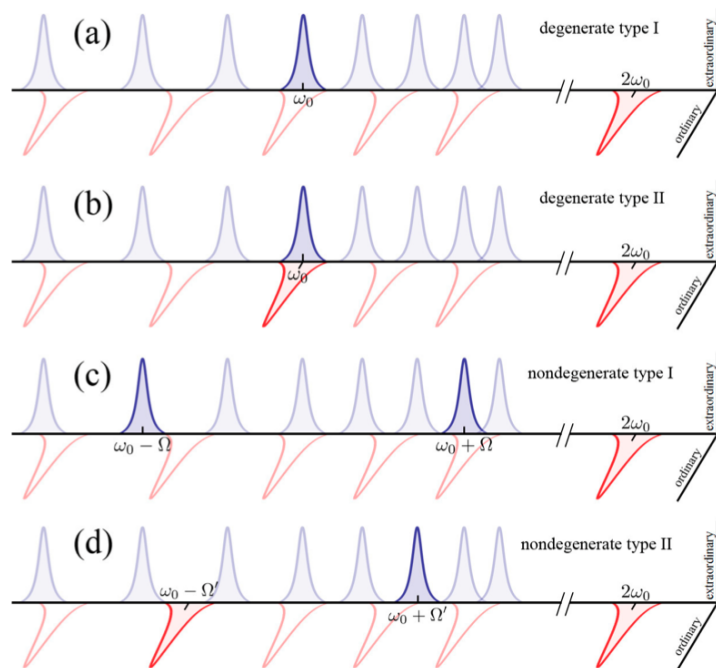 (a)
degenerate type I
extraordinary
ω₀
2ω₀
ordinary
(b)
degenerate type II
extraordinary
ω₀
2ω₀
ordinary
(c)
nondegenerate type I
extraordinary
ω₀ − Ω
ω₀ + Ω
2ω₀
ordinary
(d)
nondegenerate type II
extraordinary
ω₀ − Ω′
ω₀ + Ω′
2ω₀
ordinary